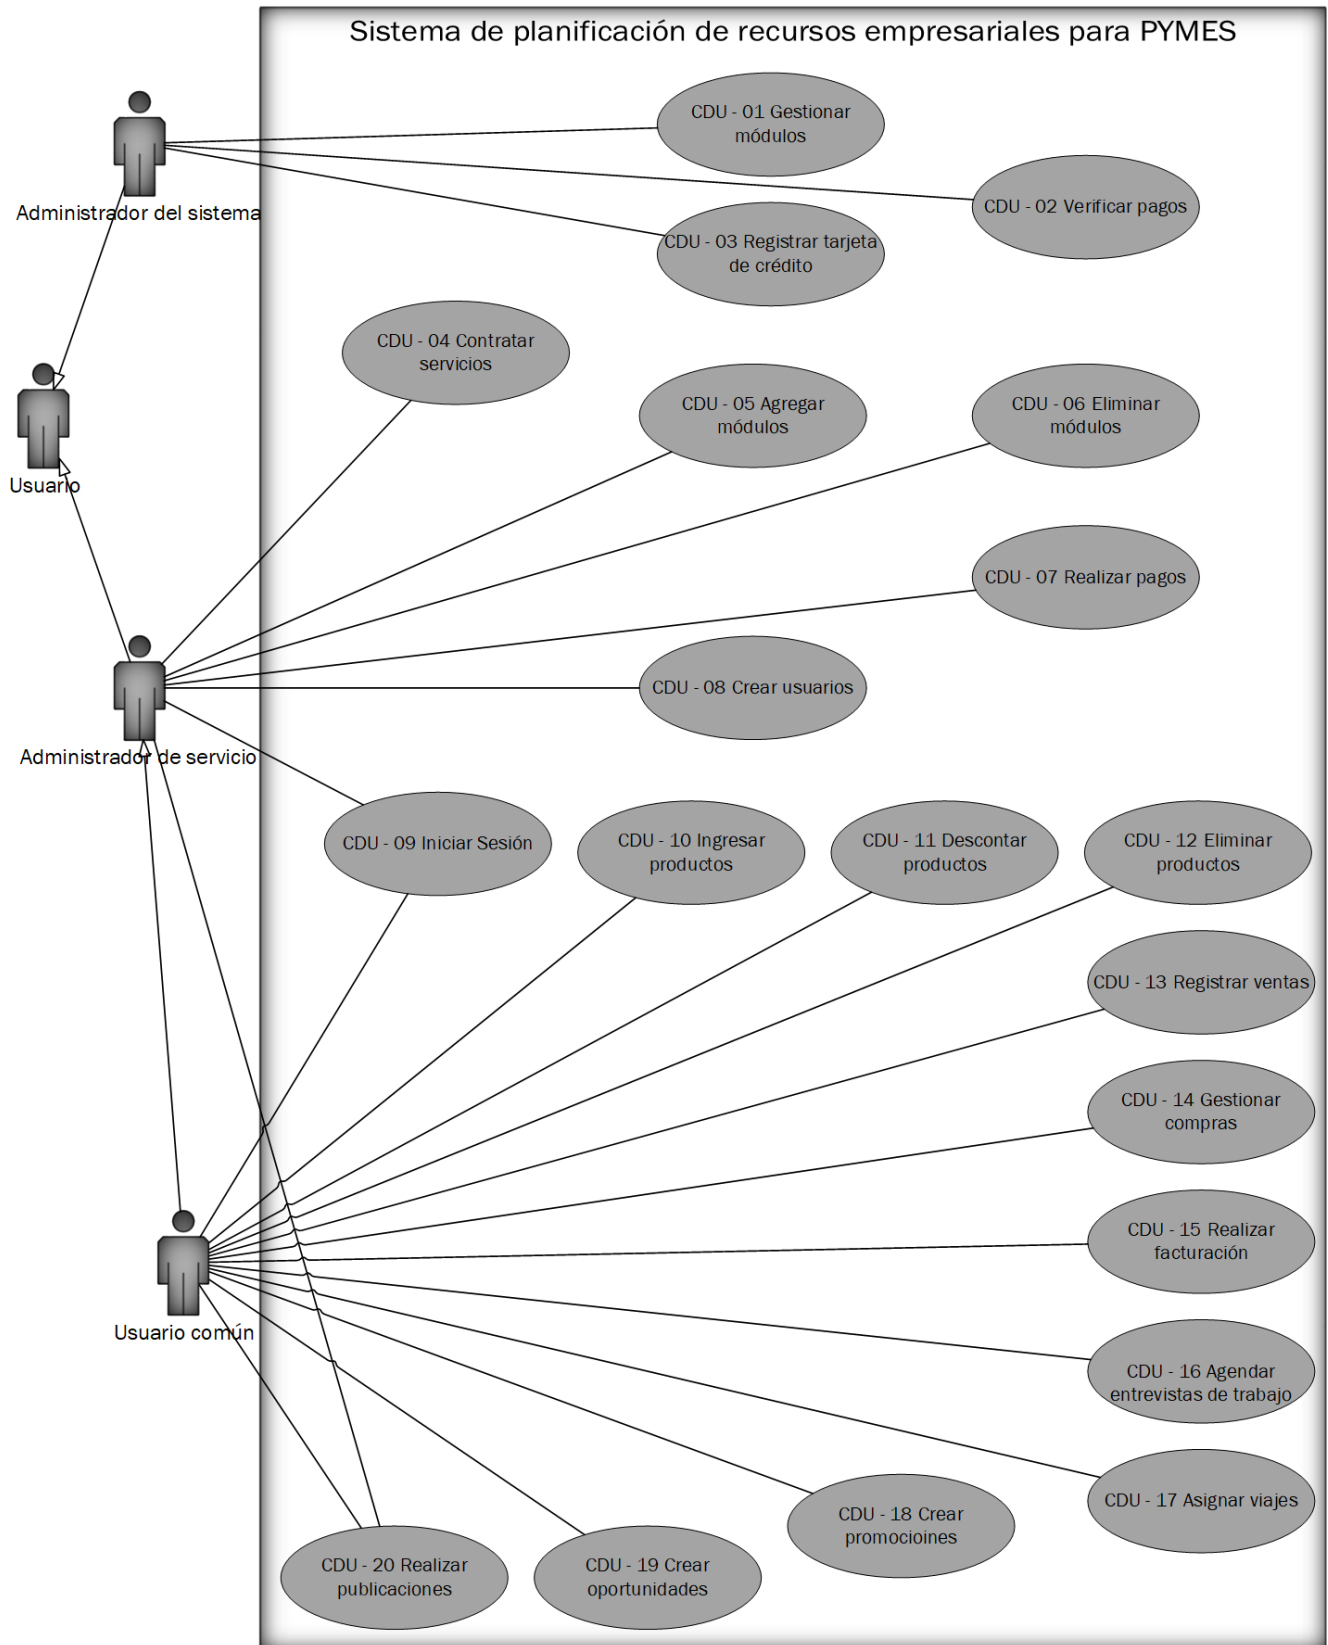 Sistema de planificación de recursos empresariales para PYMES
CDU - 01 Gestionar
módulos
CDU - 02 Verificar pagos
Administrador del sistema
CDU - 03 Registrar tarjeta
de crédito
CDU - 04 Contratar
servicios
CDU - 05 Agregar
módulos
CDU - 06 Eliminar
módulos
Usuario
CDU - 07 Realizar pagos
CDU - 08 Crear usuarios
Administrador de servicio
CDU - 09 Iniciar Sesión
CDU - 10 Ingresar
productos
CDU - 11 Descontar
productos
CDU - 12 Eliminar
productos
CDU - 13 Registrar ventas
CDU - 14 Gestionar
compras
CDU - 15 Realizar
facturación
Usuario común
CDU - 16 Agendar
entrevistas de trabajo
CDU - 17 Asignar viajes
CDU - 18 Crear
promocioines
CDU - 20 Realizar
publicaciones
CDU - 19 Crear
oportunidades